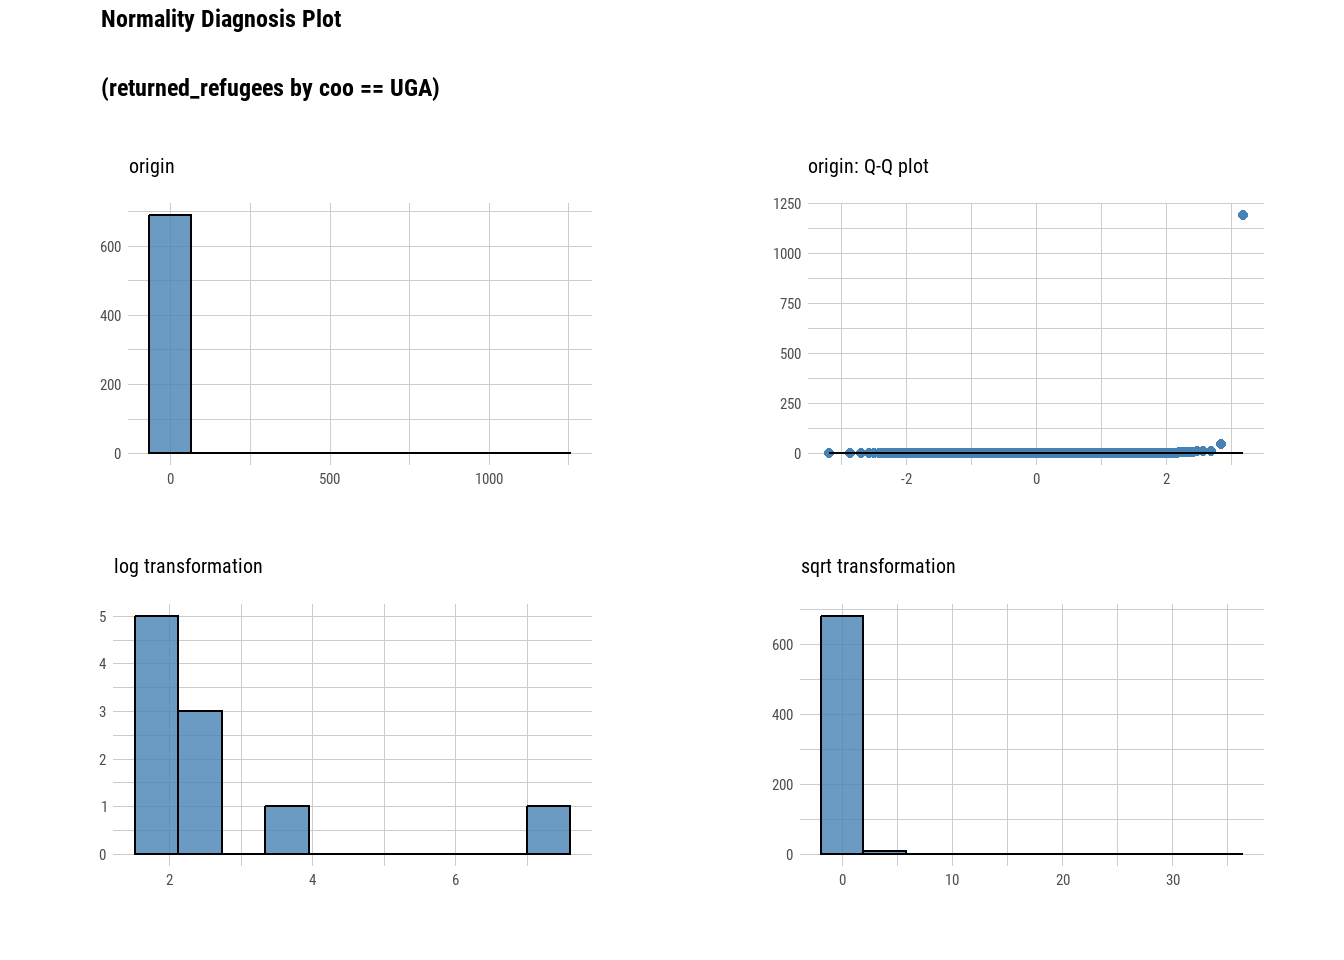 Normality Diagnosis Plot
(returned_refugees by coo == UGA)
origin
600
400
200
0
0 500 1000
origin: Q-Q plot
1250
1000
750
500
250
0
-2 0 2
log transformation
5
4
3
2
1
0
2 4 6
sqrt transformation
600
400
200
0
0 10 20 30